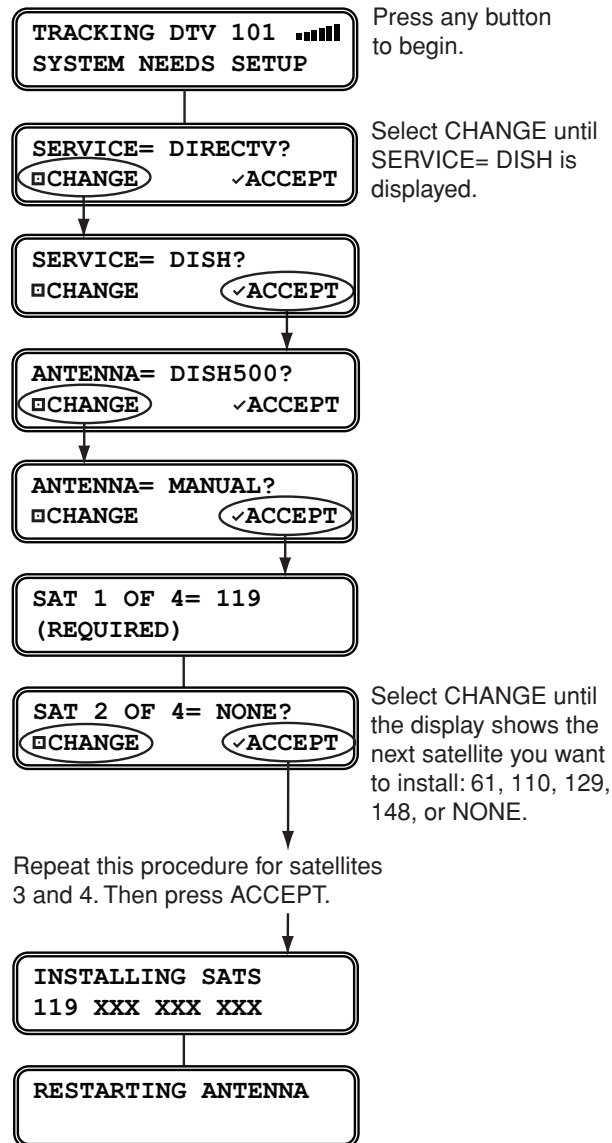 TRACKING DTV 101
SYSTEM NEEDS SETUP
Press any button
to begin.
SERVICE= DIRECTV?
⊡CHANGE ✓ACCEPT
Select CHANGE until
SERVICE= DISH is
displayed.
SERVICE= DISH?
⊡CHANGE ✓ACCEPT
ANTENNA= DISH500?
⊡CHANGE ✓ACCEPT
ANTENNA= MANUAL?
⊡CHANGE ✓ACCEPT
SAT 1 OF 4= 119
(REQUIRED)
SAT 2 OF 4= NONE?
⊡CHANGE ✓ACCEPT
Select CHANGE until
the display shows the
next satellite you want
to install: 61, 110, 129,
148, or NONE.
Repeat this procedure for satellites
3 and 4. Then press ACCEPT.
INSTALLING SATS
119 XXX XXX XXX
RESTARTING ANTENNA